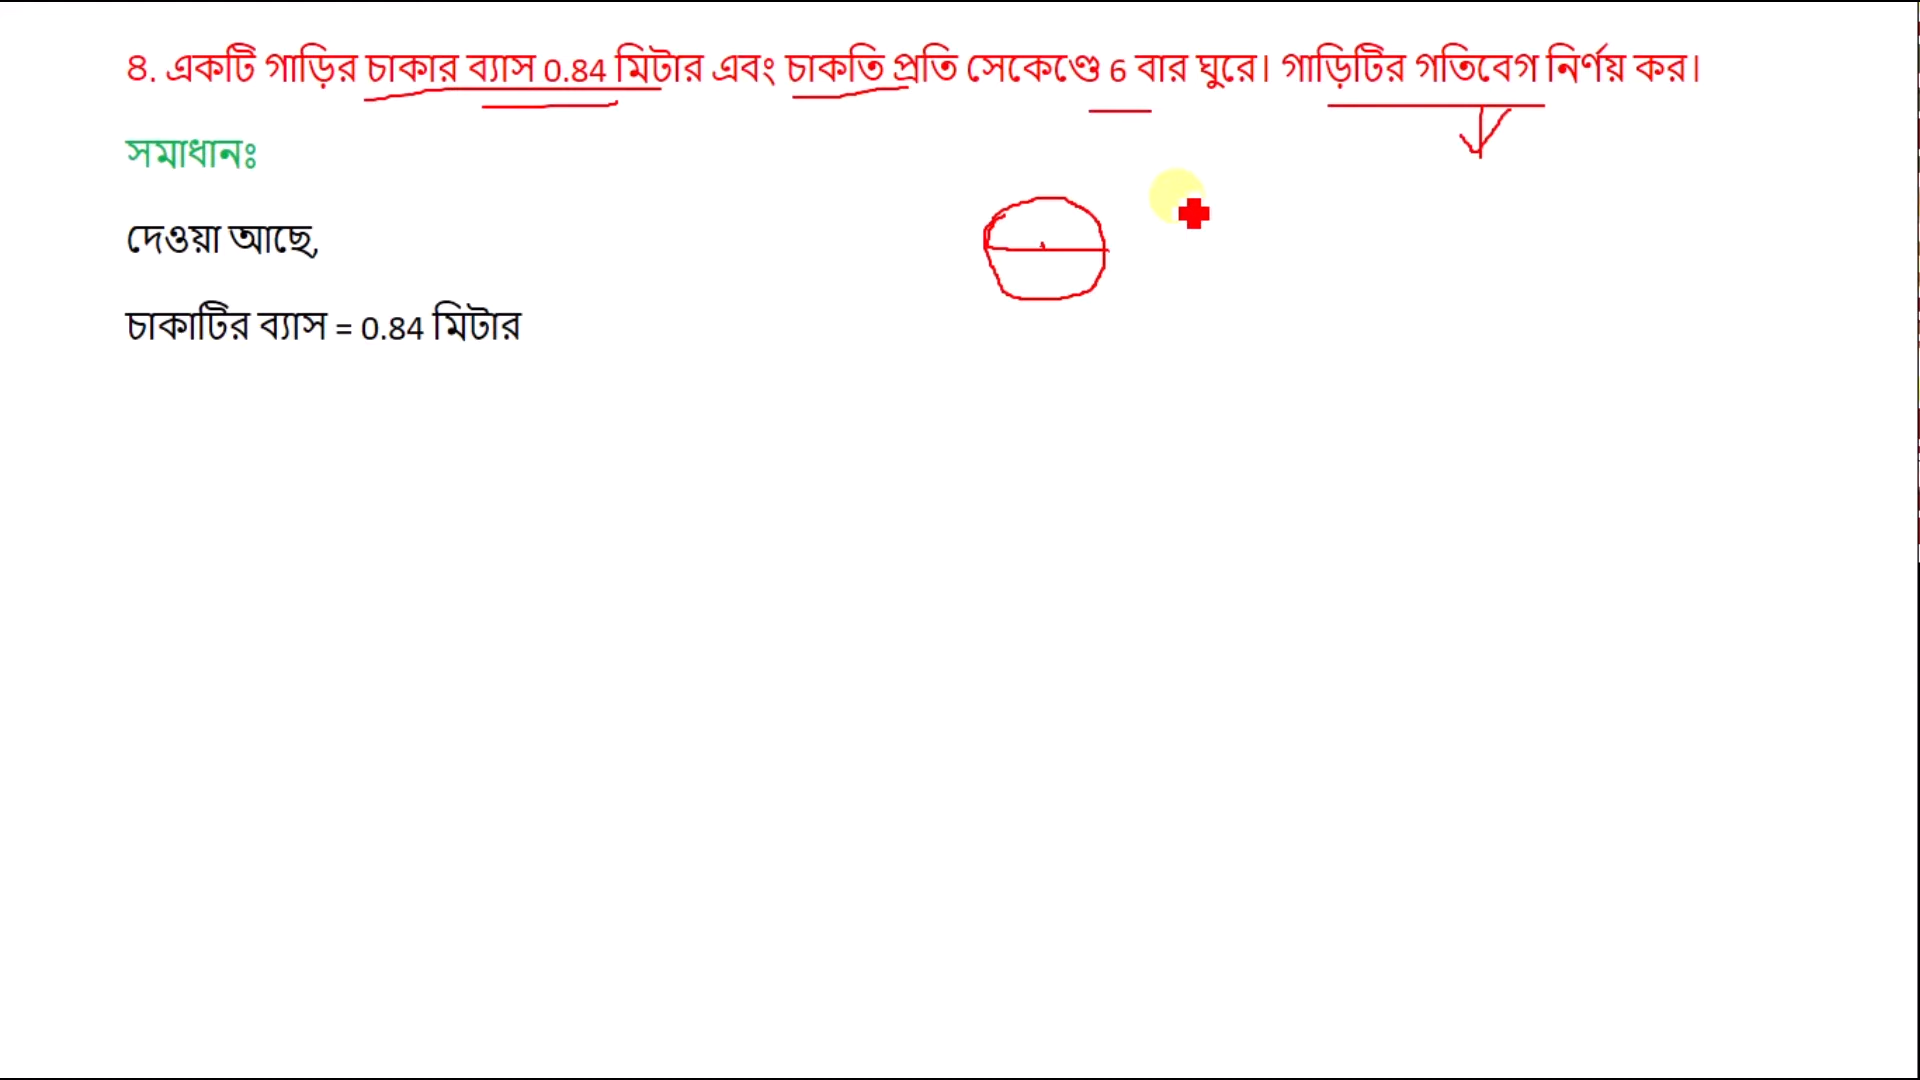 ৪. একটি গাড়ির চাকার ব্যাস 0.84 মিটার এবং চাকতি প্রতি সেকেণ্ডে 6 বার ঘুরে। গাড়িটির গতিবেগ নির্ণয় কর।
সমাধানঃ
দেওয়া আছে,
চাকাটির ব্যাস = 0.84 মিটার